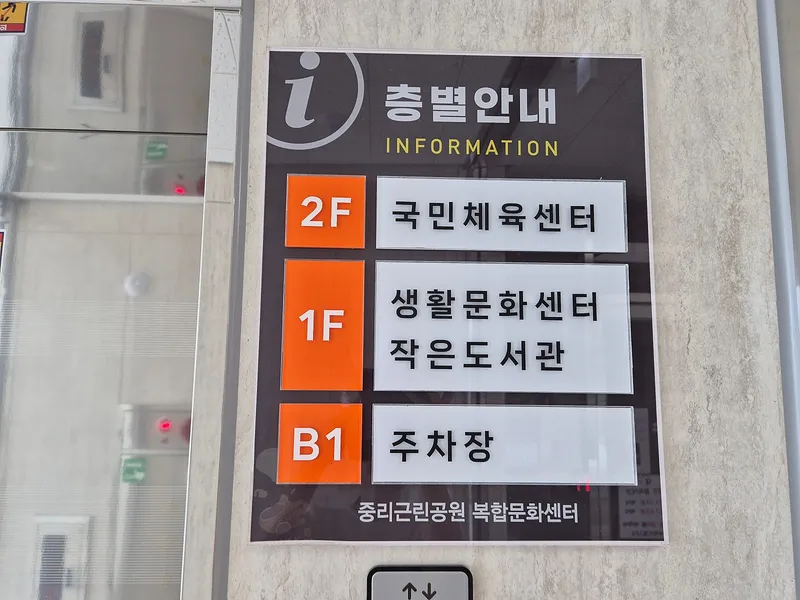 층별안내
INFORMATION
2F 국민체육센터
1F 생활문화센터
작은도서관
B1 주차장
중리근린공원 복합문화센터